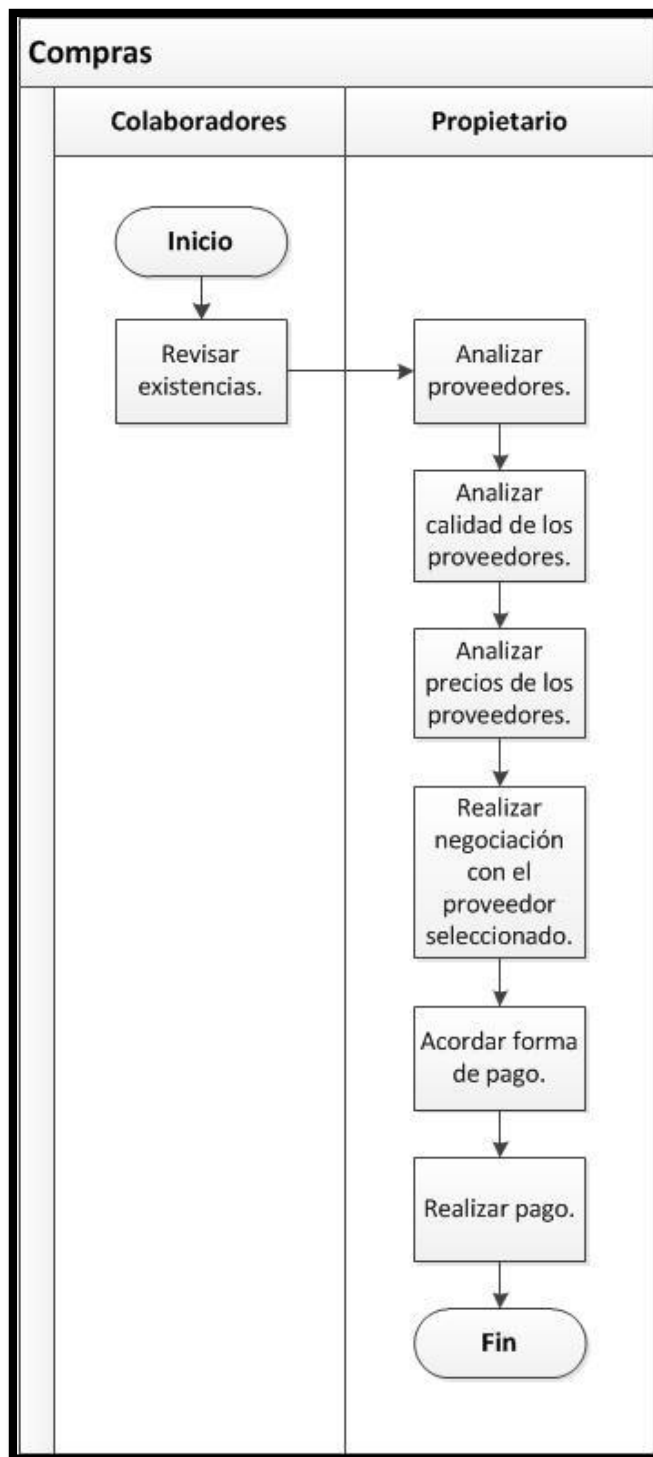 Compras
Colaboradores
Propietario
Inicio
Revisar
existencias.
Analizar
proveedores.
Analizar
calidad de los
proveedores.
Analizar
precios de los
proveedores.
Realizar
negociación
con el
proveedor
seleccionado.
Acordar forma
de pago.
Realizar pago.
Fin